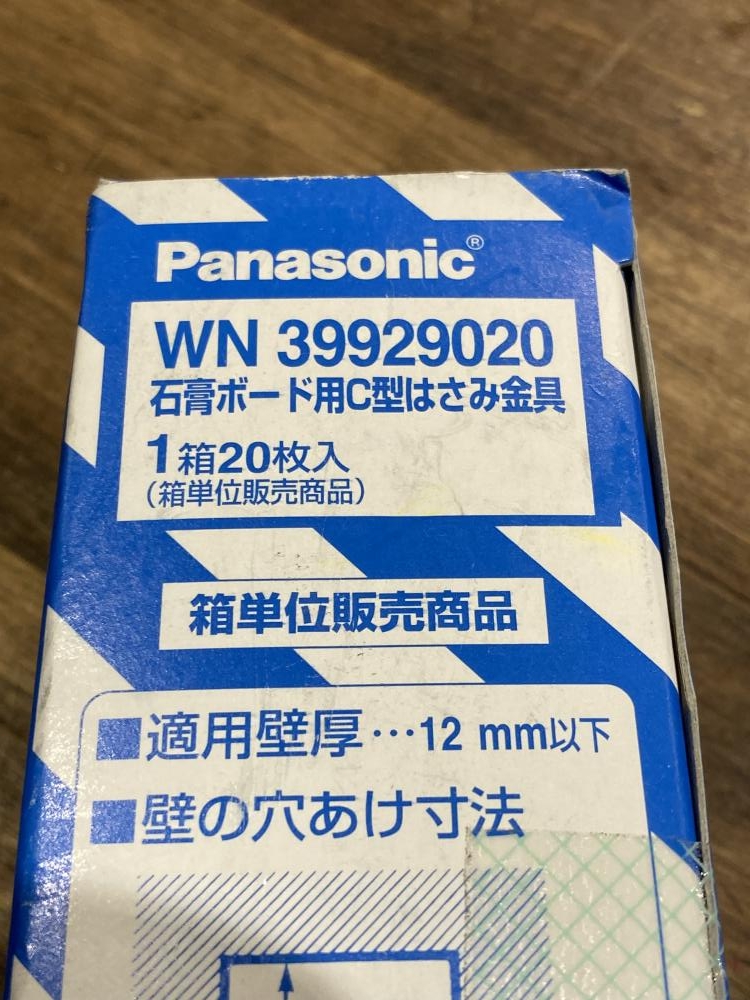 Panasonic®
WN 39929020
石膏ボード用C型はさみ金具
1箱20枚入
(箱単位販売商品)
箱単位販売商品
■適用壁厚…12 mm以下
■壁の穴あけ寸法